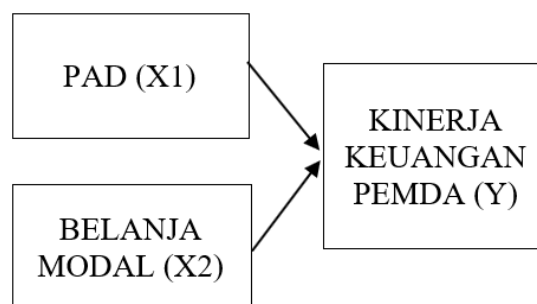 PAD (X1)
KINERJA
KEUANGAN
PEMDA (Y)
BELANJA
MODAL (X2)